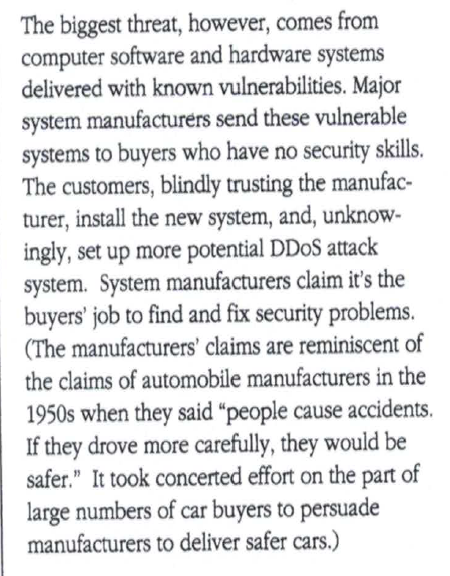 The biggest threat, however, comes from
computer software and hardware systems
delivered with known vulnerabilities. Major
system manufacturers send these vulnerable
systems to buyers who have no security skills.
The customers, blindly trusting the manufac-
turer, install the new system, and, unknow-
ingly, set up more potential DDoS attack
system.  System manufacturers claim it's the
buyers' job to find and fix security problems.
(The manufacturers' claims are reminiscent of
the claims of automobile manufacturers in the
1950s when they said “people cause accidents.
If they drove more carefully, they would be
safer.”  It took concerted effort on the part of
large numbers of car buyers to persuade
manufacturers to deliver safer cars.)